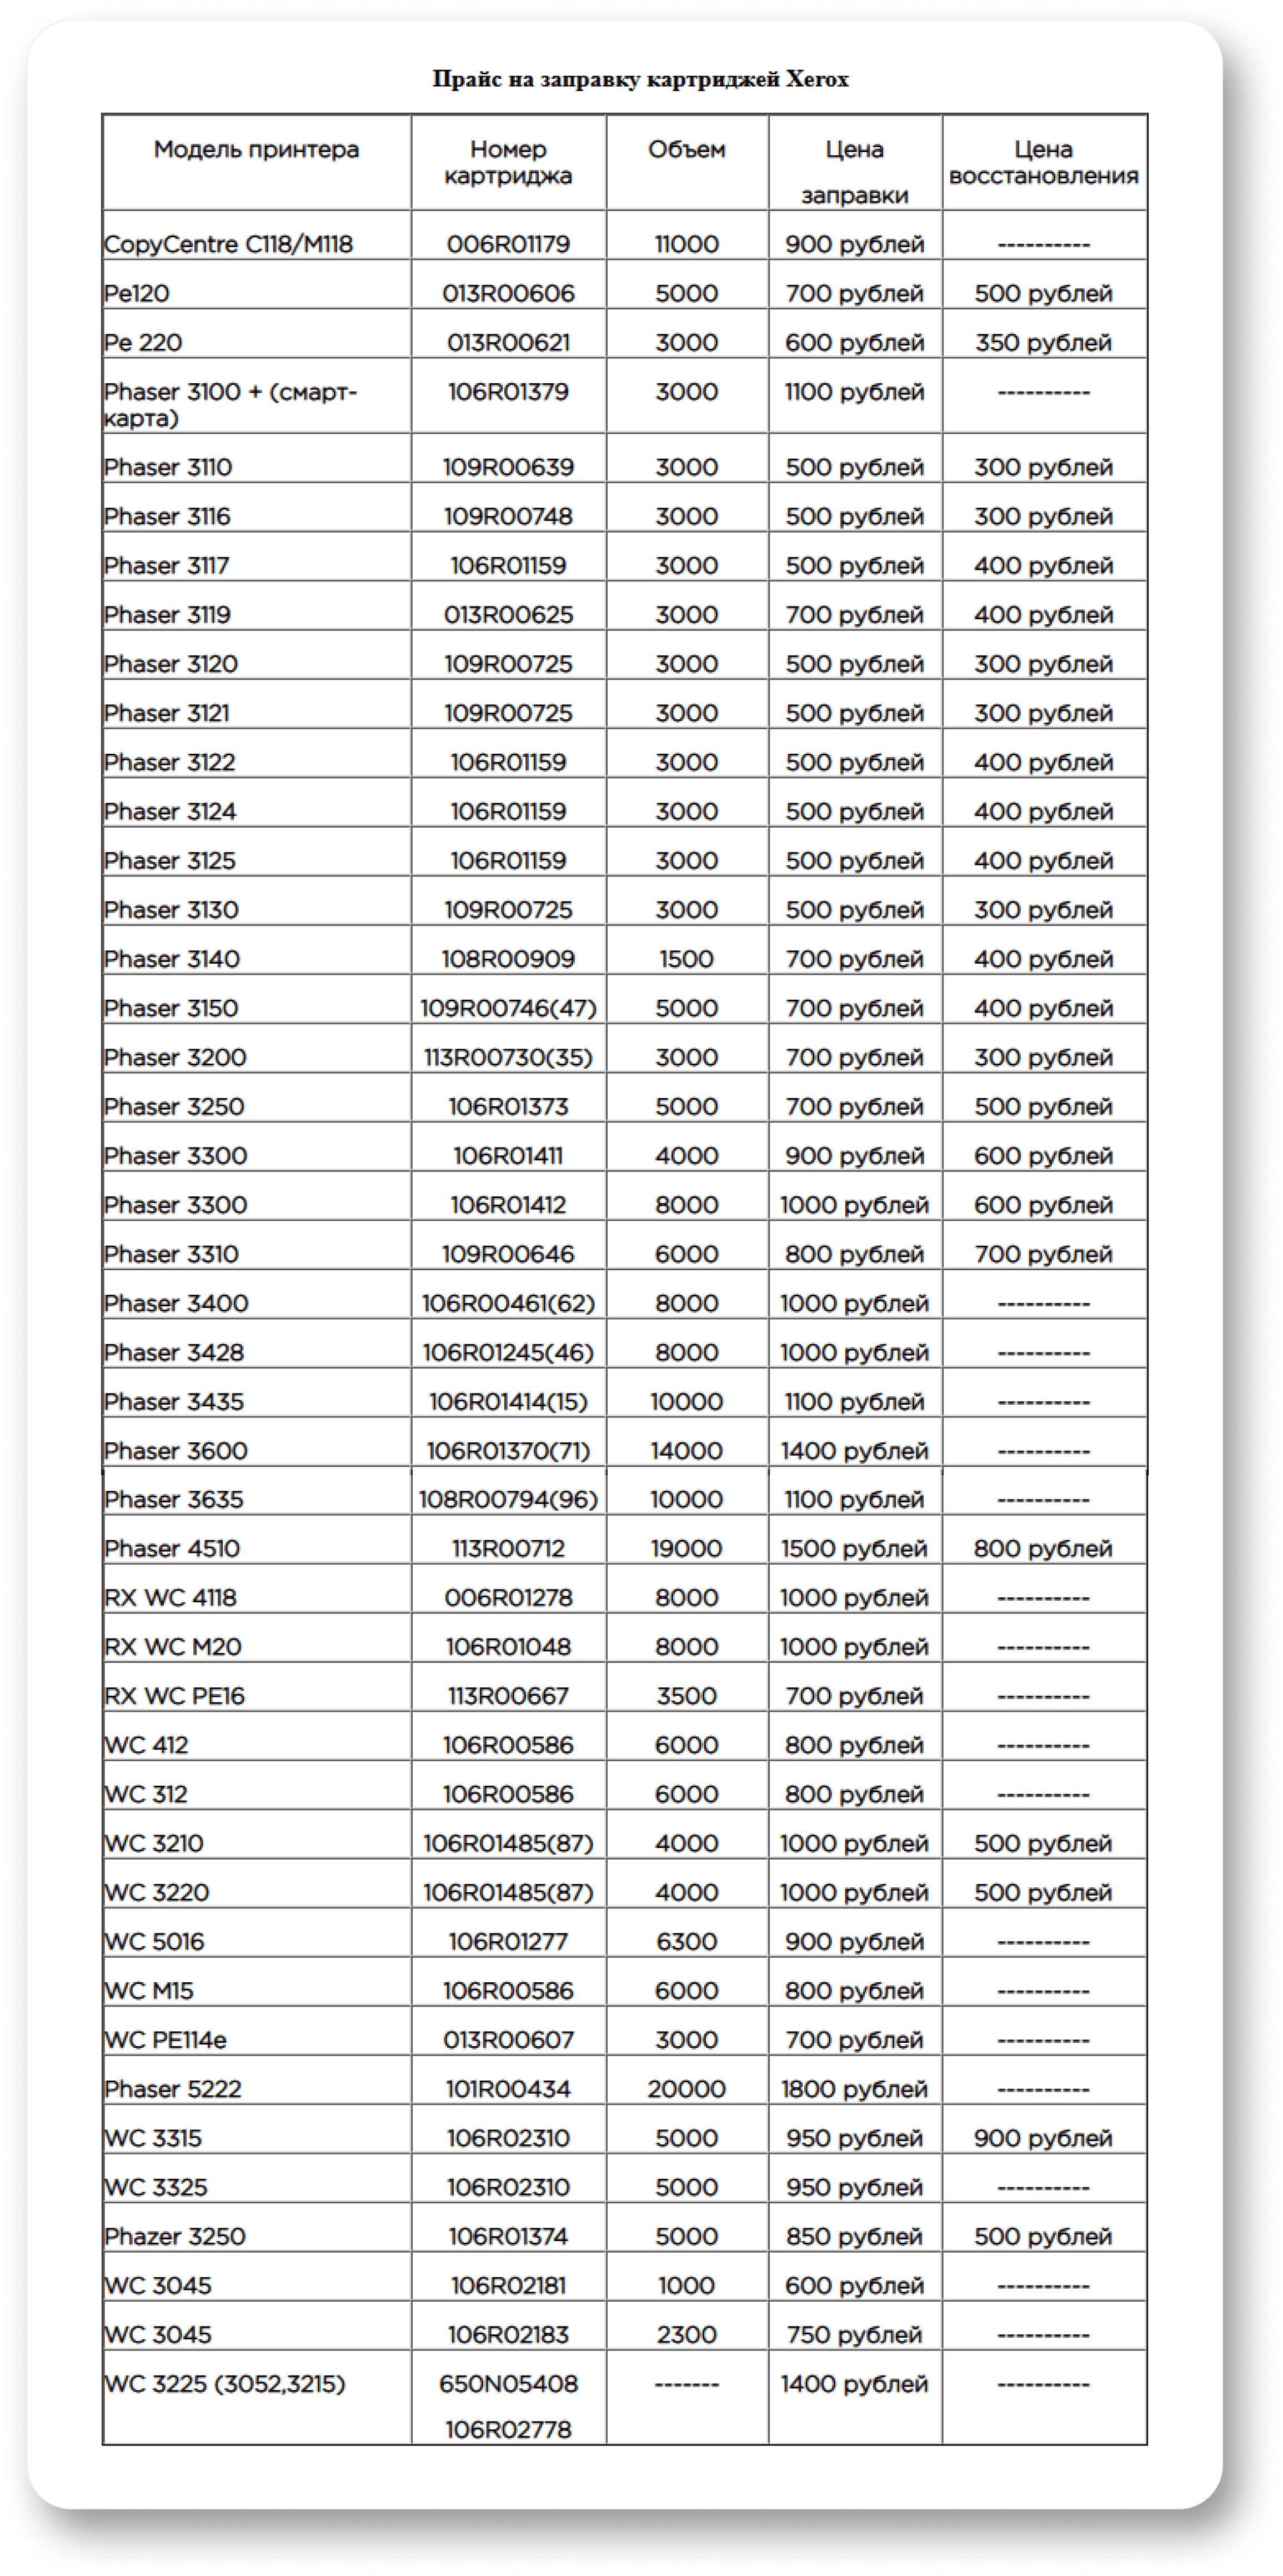 Прайс на заправку картриджей Xerox
Модель принтера Номер картриджа Объем Цена заправки Цена восстановления
CopyCentre C118/M118 006R01179 11000 900 рублей ----------
Pe120 013R00606 5000 700 рублей 500 рублей
Pe 220 013R00621 3000 600 рублей 350 рублей
Phaser 3100 + (смарт-карта) 106R01379 3000 1100 рублей ----------
Phaser 3110 109R00639 3000 500 рублей 300 рублей
Phaser 3116 109R00748 3000 500 рублей 300 рублей
Phaser 3117 106R01159 3000 500 рублей 400 рублей
Phaser 3119 013R00625 3000 700 рублей 400 рублей
Phaser 3120 109R00725 3000 500 рублей 300 рублей
Phaser 3121 109R00725 3000 500 рублей 300 рублей
Phaser 3122 106R01159 3000 500 рублей 400 рублей
Phaser 3124 106R01159 3000 500 рублей 400 рублей
Phaser 3125 106R01159 3000 500 рублей 400 рублей
Phaser 3130 109R00725 3000 500 рублей 300 рублей
Phaser 3140 108R00909 1500 700 рублей 400 рублей
Phaser 3150 109R00746(47) 5000 700 рублей 400 рублей
Phaser 3200 113R00730(35) 3000 700 рублей 300 рублей
Phaser 3250 106R01373 5000 700 рублей 500 рублей
Phaser 3300 106R01411 4000 900 рублей 600 рублей
Phaser 3300 106R01412 8000 1000 рублей 600 рублей
Phaser 3310 109R00646 6000 800 рублей 700 рублей
Phaser 3400 106R00461(62) 8000 1000 рублей ----------
Phaser 3428 106R01245(46) 8000 1000 рублей ----------
Phaser 3435 106R01414(15) 10000 1100 рублей ----------
Phaser 3600 106R01370(71) 14000 1400 рублей ----------
Phaser 3635 108R00794(96) 10000 1100 рублей ----------
Phaser 4510 113R00712 19000 1500 рублей 800 рублей
RX WC 4118 006R01278 8000 1000 рублей ----------
RX WC M20 106R01048 8000 1000 рублей ----------
RX WC PE16 113R00667 3500 700 рублей ----------
WC 412 106R00586 6000 800 рублей ----------
WC 312 106R00586 6000 800 рублей ----------
WC 3210 106R01485(87) 4000 1000 рублей 500 рублей
WC 3220 106R01485(87) 4000 1000 рублей 500 рублей
WC 5016 106R01277 6300 900 рублей ----------
WC M15 106R00586 6000 800 рублей ----------
WC PE114e 013R00607 3000 700 рублей ----------
Phaser 5222 101R00434 20000 1800 рублей ----------
WC 3315 106R02310 5000 950 рублей 900 рублей
WC 3325 106R02310 5000 950 рублей ----------
Phazer 3250 106R01374 5000 850 рублей 500 рублей
WC 3045 106R02181 1000 600 рублей ----------
WC 3045 106R02183 2300 750 рублей ----------
WC 3225 (3052,3215) 650N05408 ------- 1400 рублей ----------
106R02778